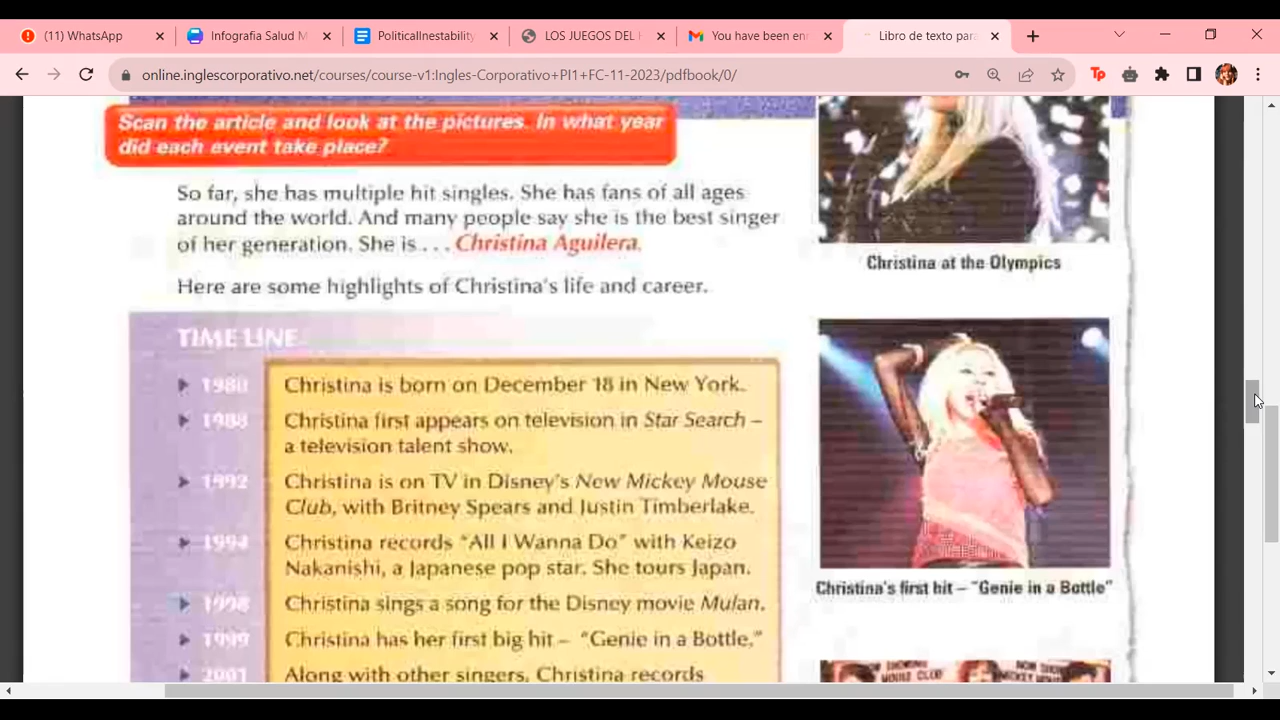 (11) WhatsApp
Infografia Salud M
PoliticalInestability
LOS JUEGOS DEL
You have been en
Libro de texto par
online.inglescorporativo.net/courses/course-v1:Ingles-Corporativo+PI1+FC-11-2023/pdfbook/0/
Tp
Scan the article and look at the pictures. In what year
did each event take place?
So far, she has multiple hit singles. She has fans of all ages
around the world. And many people say she is the best singer
of her generation. She is . . . Christina Aguilera.
Here are some highlights of Christina's life and career.
TIME LINE
1980 Christina is born on December 18 in New York.
1988 Christina first appears on television in Star Search –
a television talent show.
1992 Christina is on TV in Disney's New Mickey Mouse
Club, with Britney Spears and Justin Timberlake.
1994 Christina records "All I Wanna Do" with Keizo
Nakanishi, a Japanese pop star. She tours Japan.
1998 Christina sings a song for the Disney movie Mulan.
1999 Christina has her first big hit – "Genie in a Bottle."
2001 Along with other singers, Christina records
Christina at the Olympics
Christina's first hit – "Genie in a Bottle"